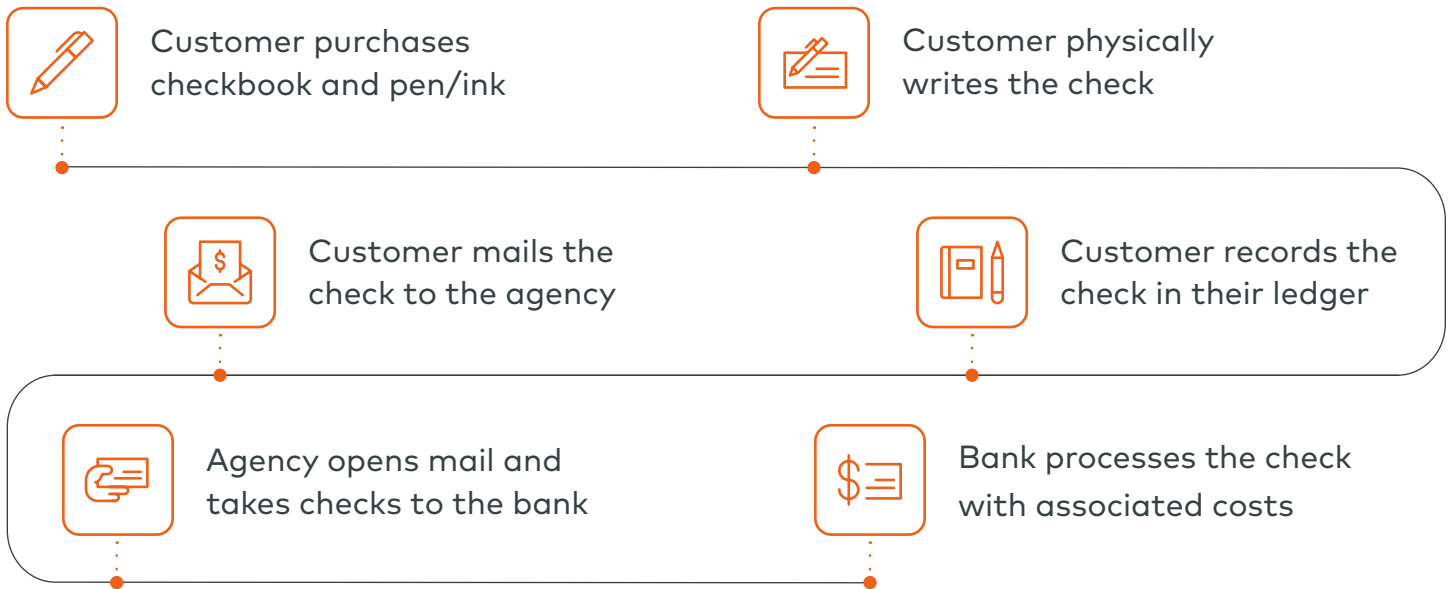 Customer purchases
checkbook and pen/ink
Customer physically
writes the check
Customer mails the
check to the agency
Customer records the
check in their ledger
Agency opens mail and
takes checks to the bank
Bank processes the check
with associated costs